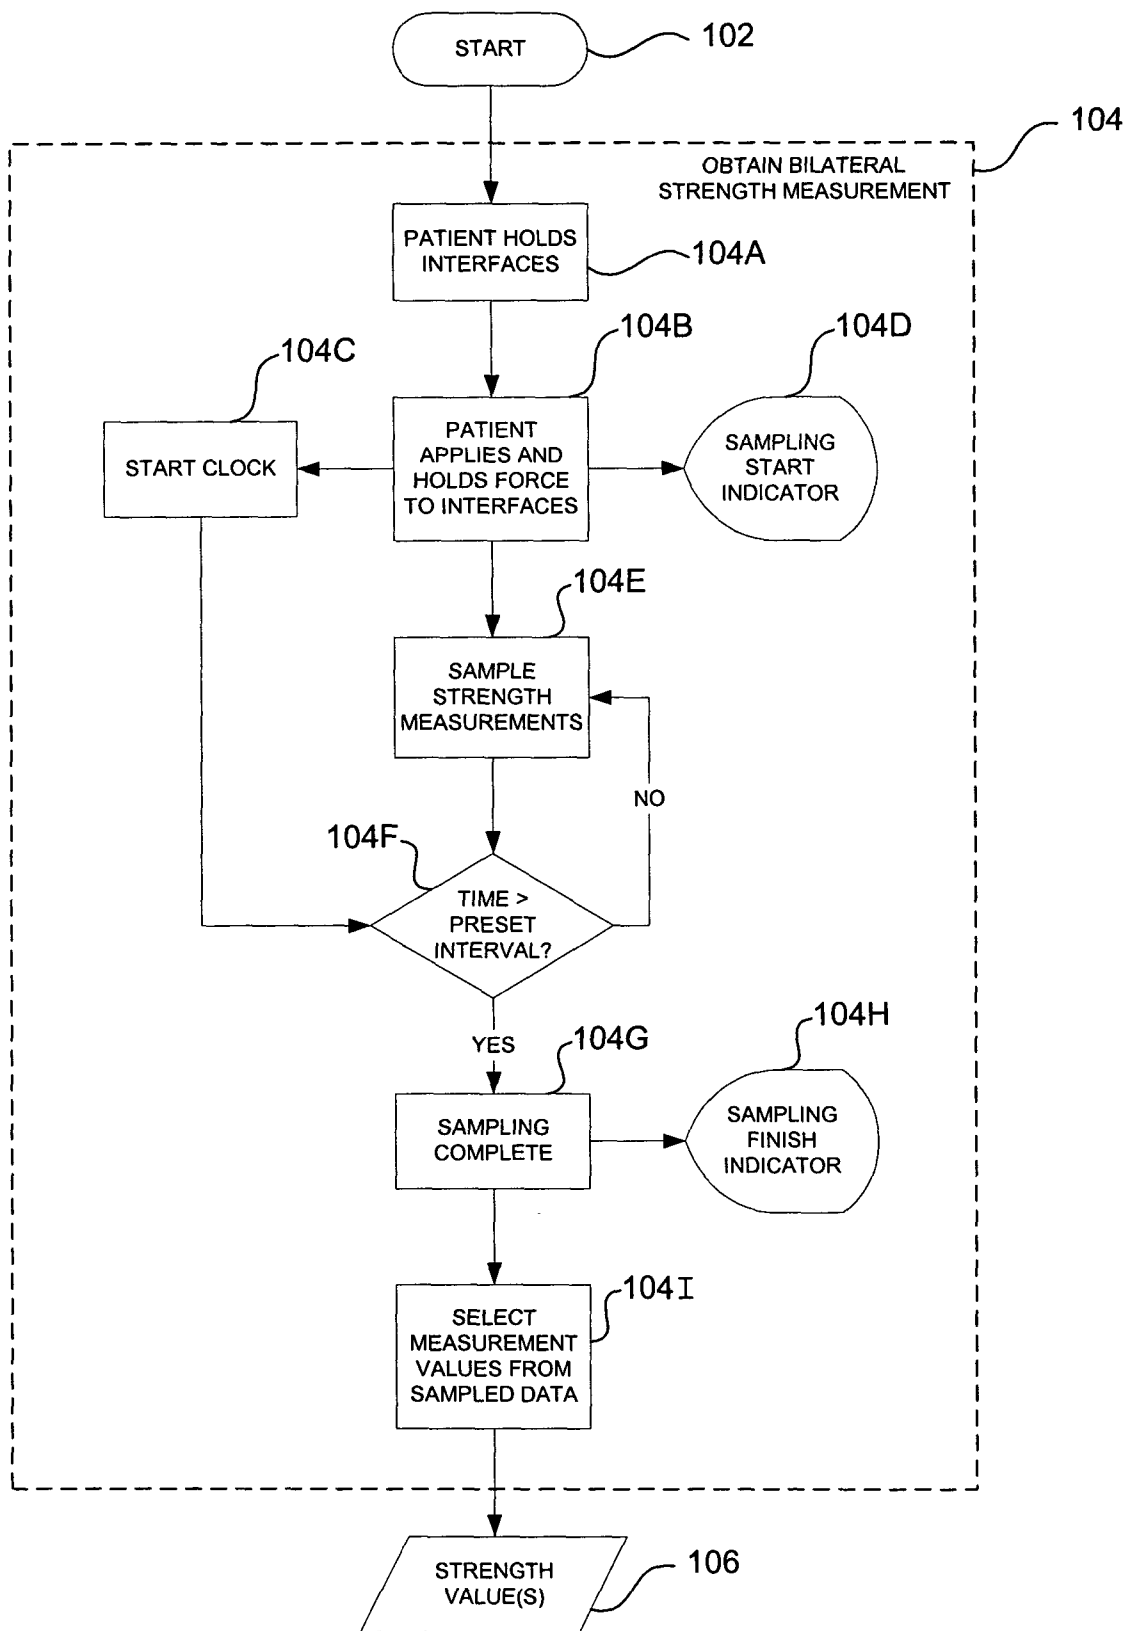 START
102
104
OBTAIN BILATERAL
STRENGTH MEASUREMENT
PATIENT HOLDS
INTERFACES
104A
104B
104D
104C
START CLOCK
PATIENT
APPLIES AND
HOLDS FORCE
TO INTERFACES
SAMPLING
START
INDICATOR
104E
SAMPLE
STRENGTH
MEASUREMENTS
NO
104F
TIME >
PRESET
INTERVAL?
YES
104G
104H
SAMPLING
COMPLETE
SAMPLING
FINISH
INDICATOR
104I
SELECT
MEASUREMENT
VALUES FROM
SAMPLED DATA
STRENGTH
VALUE(S)
106